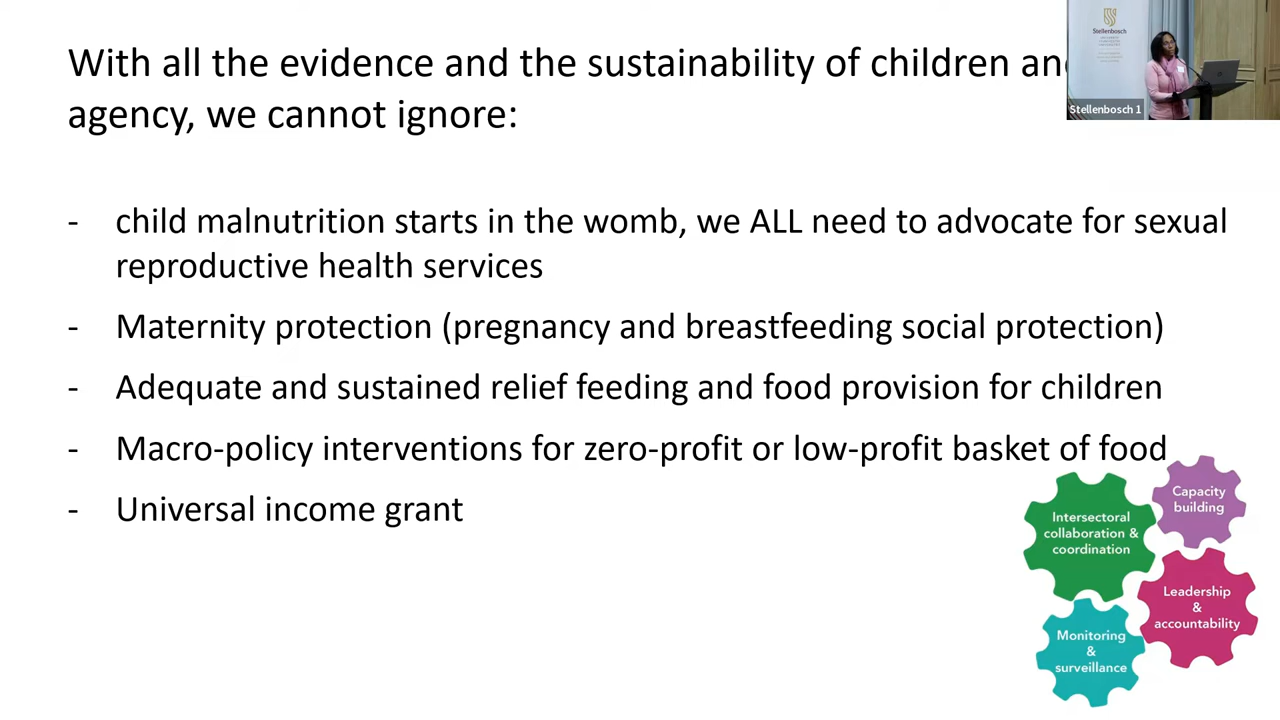 With all the evidence and the sustainability of children and
agency, we cannot ignore:
- child malnutrition starts in the womb, we ALL need to advocate for sexual
reproductive health services
- Maternity protection (pregnancy and breastfeeding social protection)
- Adequate and sustained relief feeding and food provision for children
- Macro-policy interventions for zero-profit or low-profit basket of food
- Universal income grant
Stellenbosch
Stellenbosch 1
Capacity
building
Intersectoral
collaboration &
coordination
Leadership
&
accountability
Monitoring
&
surveillance